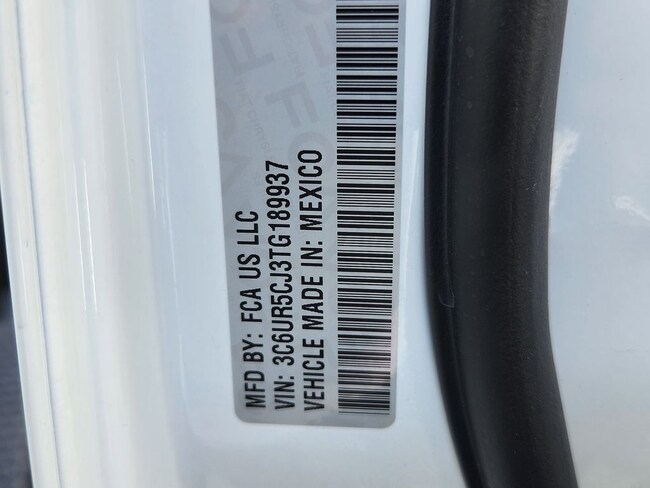 MFD BY: FCA US LLC
VIN: 3C6UR5CJ3TG189937
VEHICLE MADE IN: MEXICO